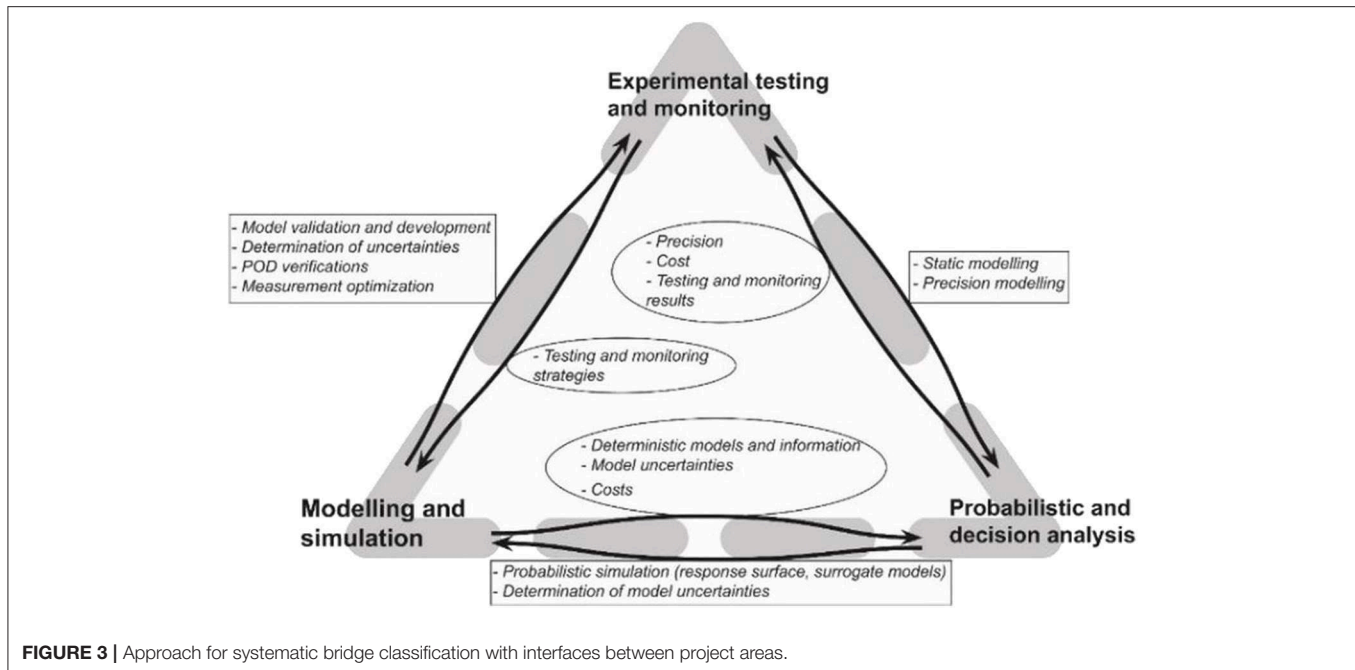 Experimental testing
and monitoring
- Model validation and development
- Determination of uncertainties
- POD verifications
- Measurement optimization
- Precision
- Cost
- Testing and monitoring
results
- Static modelling
- Precision modelling
- Testing and monitoring
strategies
- Deterministic models and information
- Model uncertainties
- Costs
Modelling and
simulation
Probabilistic and
decision analysis
- Probabilistic simulation (response surface, surrogate models)
- Determination of model uncertainties
FIGURE 3 | Approach for systematic bridge classification with interfaces between project areas.